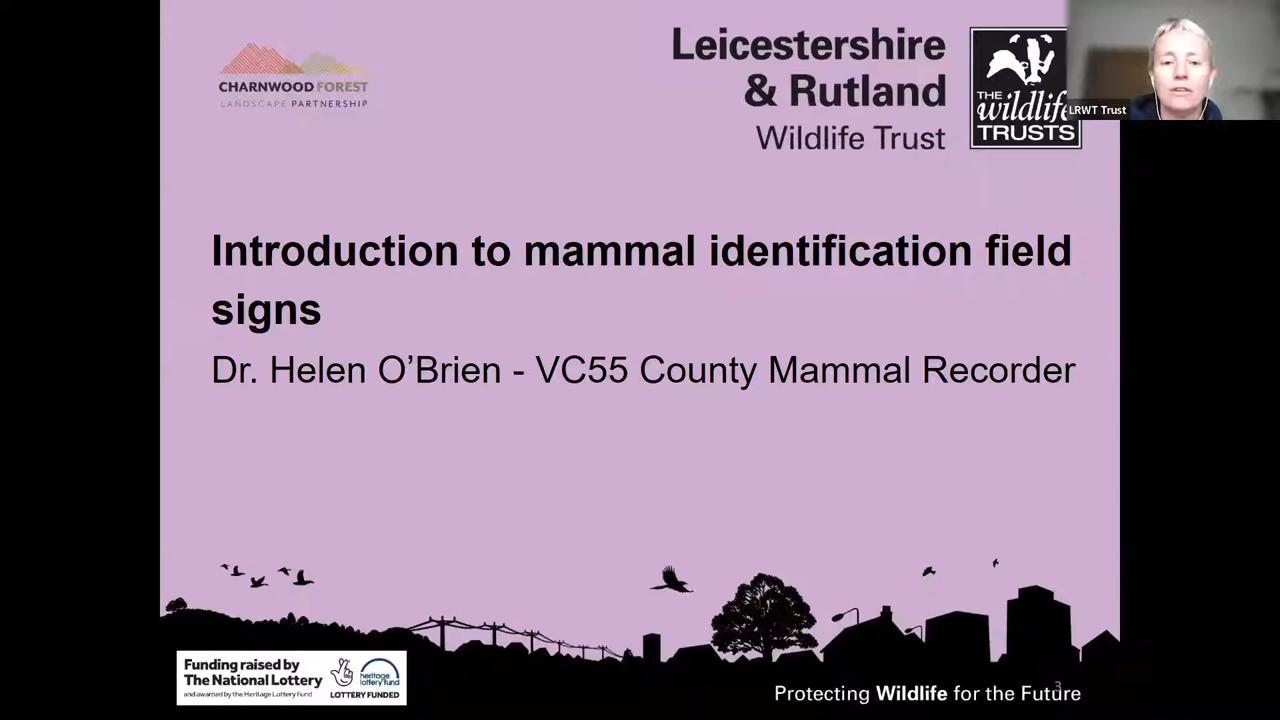 CHARNWOOD FOREST
LANDSCAPE PARTNERSHIP
Leicestershire
& Rutland
Wildlife Trust
THE
wildlife
TRUSTS
LRWT Trust
Introduction to mammal identification field
signs
Dr. Helen O’Brien - VC55 County Mammal Recorder
Funding raised by
The National Lottery
and awarded by the Heritage Lottery Fund
heritage
lottery fund
LOTTERY FUNDED
3
Protecting Wildlife for the Future